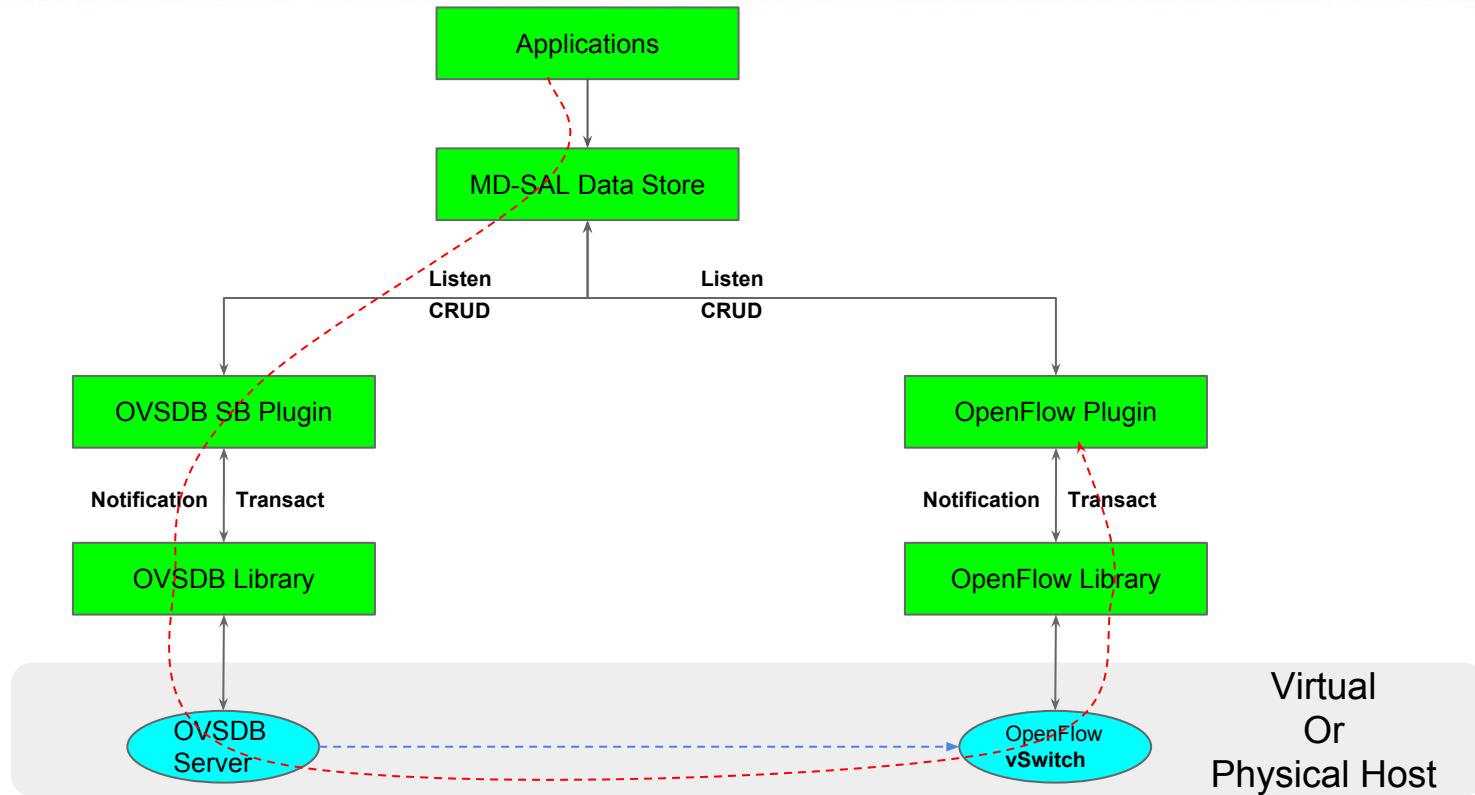 Applications
MD-SAL Data Store
Listen
CRUD
Listen
CRUD
OVSDB SB Plugin
OpenFlow Plugin
Notification Transact
Notification Transact
OVSDB Library
OpenFlow Library
OVSDB
Server
OpenFlow
vSwitch
Virtual
Or
Physical Host